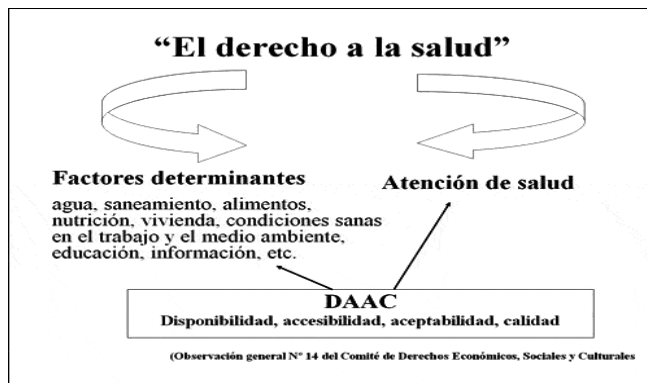 “El derecho a la salud”
Factores determinantes
agua, saneamiento, alimentos,
nutrición, vivienda, condiciones sanas
en el trabajo y el medio ambiente,
educación, información, etc.
Atención de salud
DAAC
Disponibilidad, accesibilidad, aceptabilidad, calidad
(Observación general Nº 14 del Comité de Derechos Económicos, Sociales y Culturales